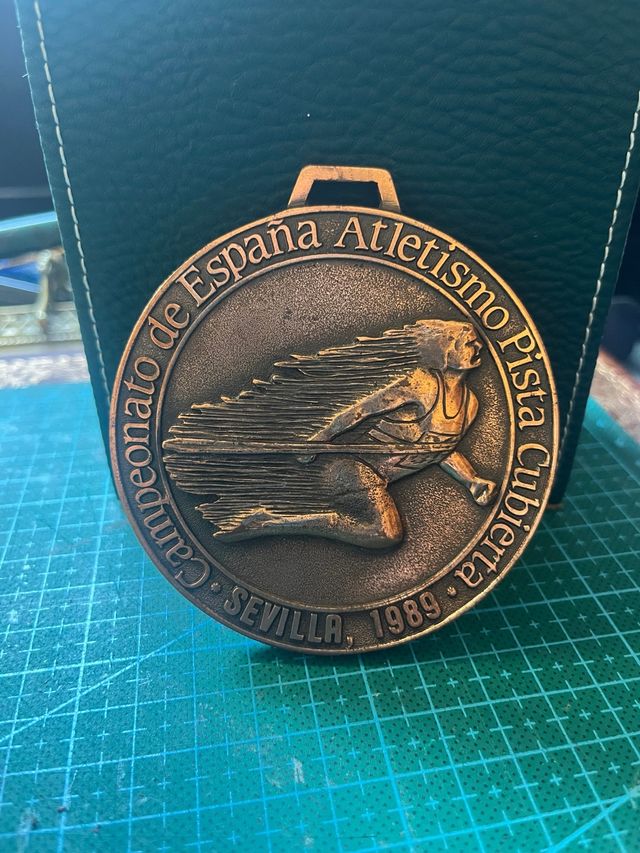 Campeonato de España Atletismo Pista Cubierta
· SEVILLA, 1989 ·